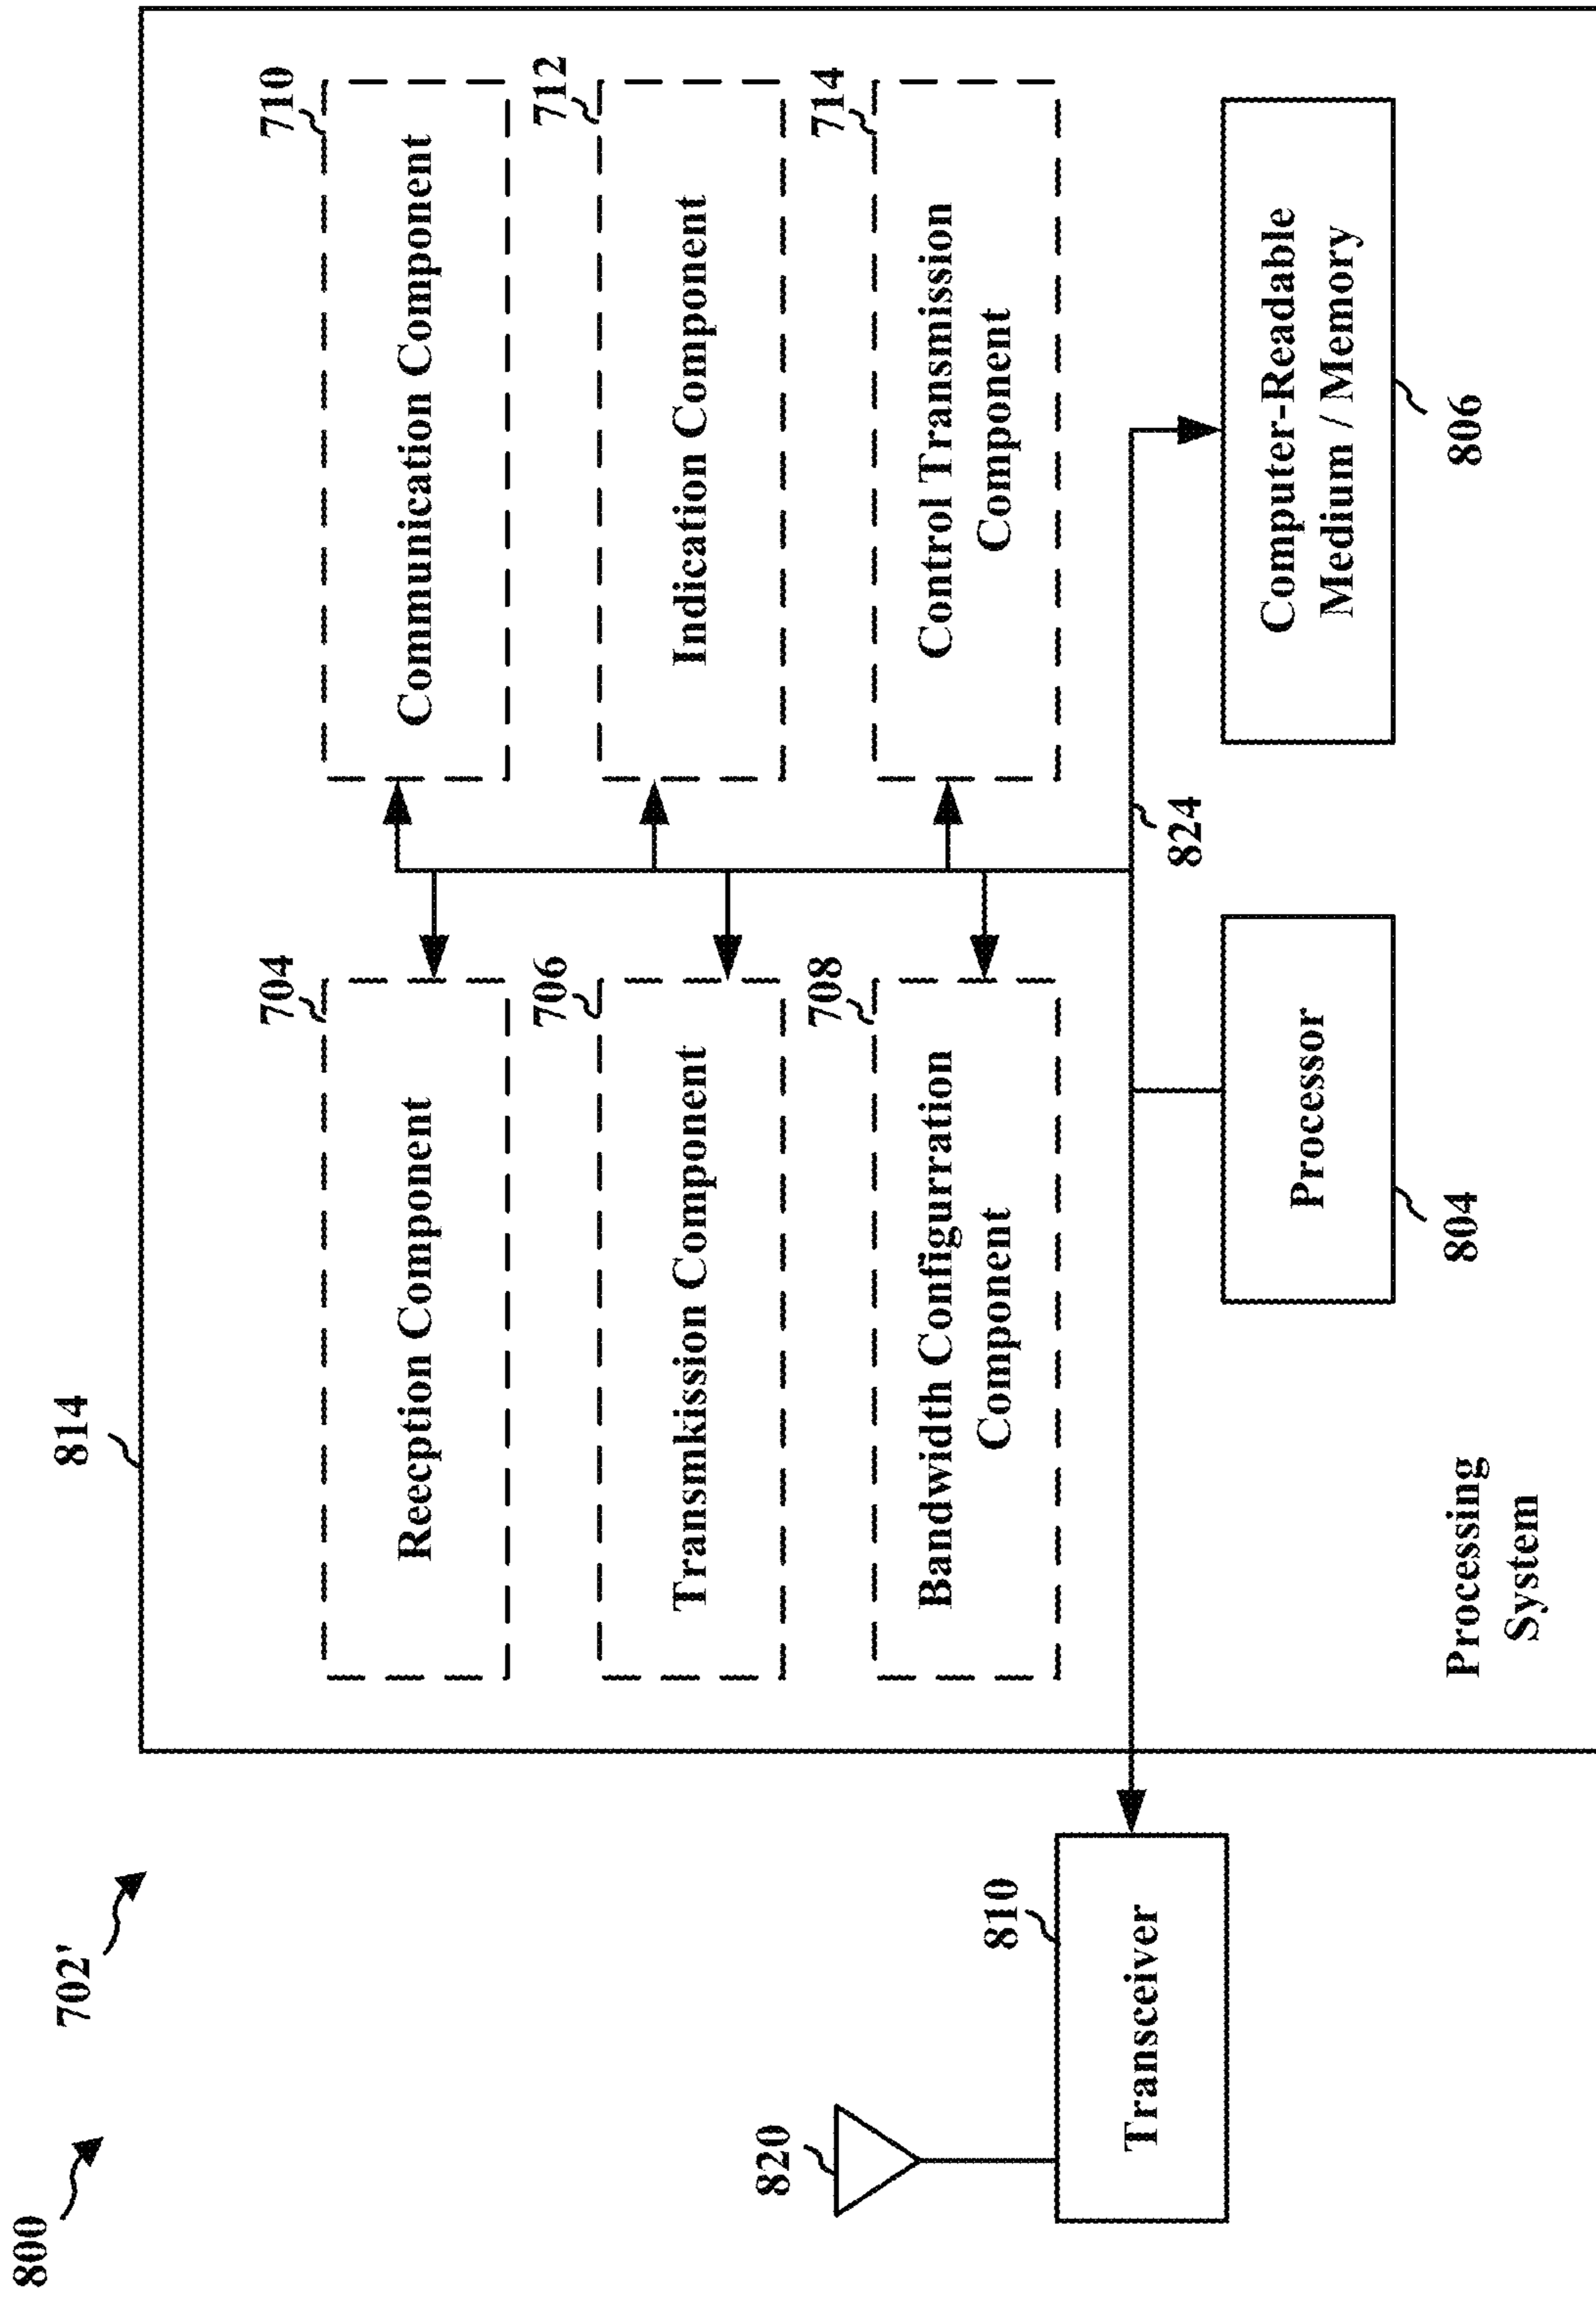 800
702'
814
704
710
Reecption Component
Communication Component
706
712
Transmkission Component
Indication Component
820
708
714
Bandwidth Configurration
Component
Control Transmission
Component
810
Transceiver
824
Processor
Computer-Readable
Medium / Memory
804
806
Processing
System